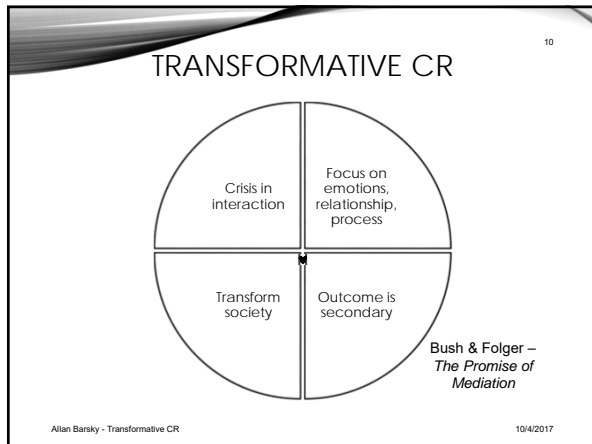 10
TRANSFORMATIVE CR
Crisis in
interaction
Focus on
emotions,
relationship,
process
Transform
society
Outcome is
secondary
Bush & Folger –
The Promise of
Mediation
Allan Barsky - Transformative CR
10/4/2017